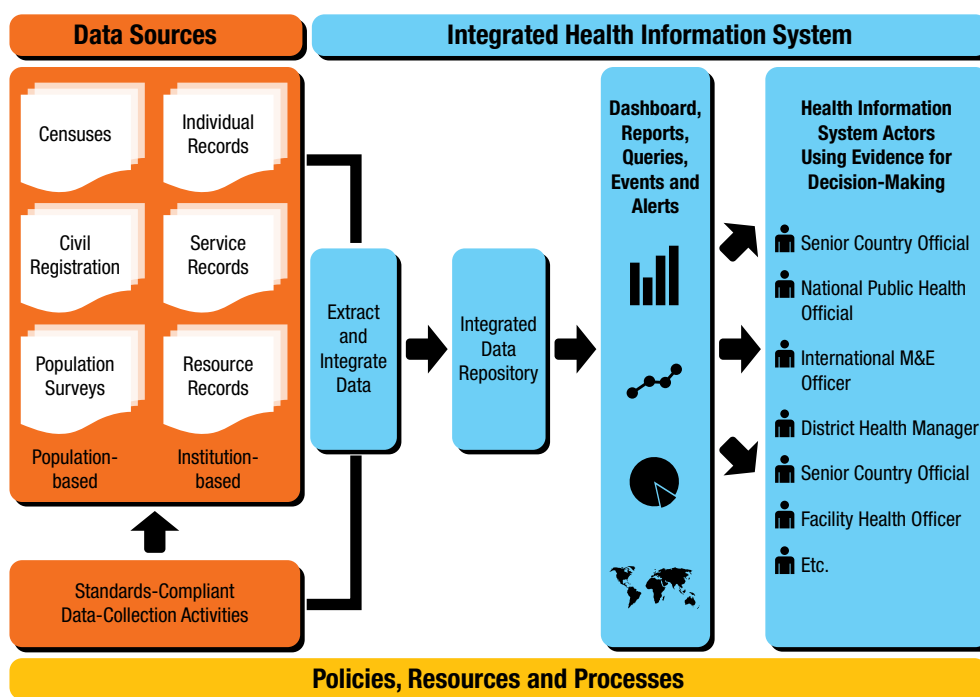 Data Sources
Integrated Health Information System
Censuses
Individual
Records
Civil
Registration
Service
Records
Population
Surveys
Resource
Records
Population-
based
Institution-
based
Standards-Compliant
Data-Collection Activities
Extract
and
Integrate
Data
Integrated
Data
Repository
Dashboard,
Reports,
Queries,
Events and
Alerts
Health Information
System Actors
Using Evidence for
Decision-Making
Senior Country Official
National Public Health
Official
International M&E
Officer
District Health Manager
Senior Country Official
Facility Health Officer
Etc.
Policies, Resources and Processes